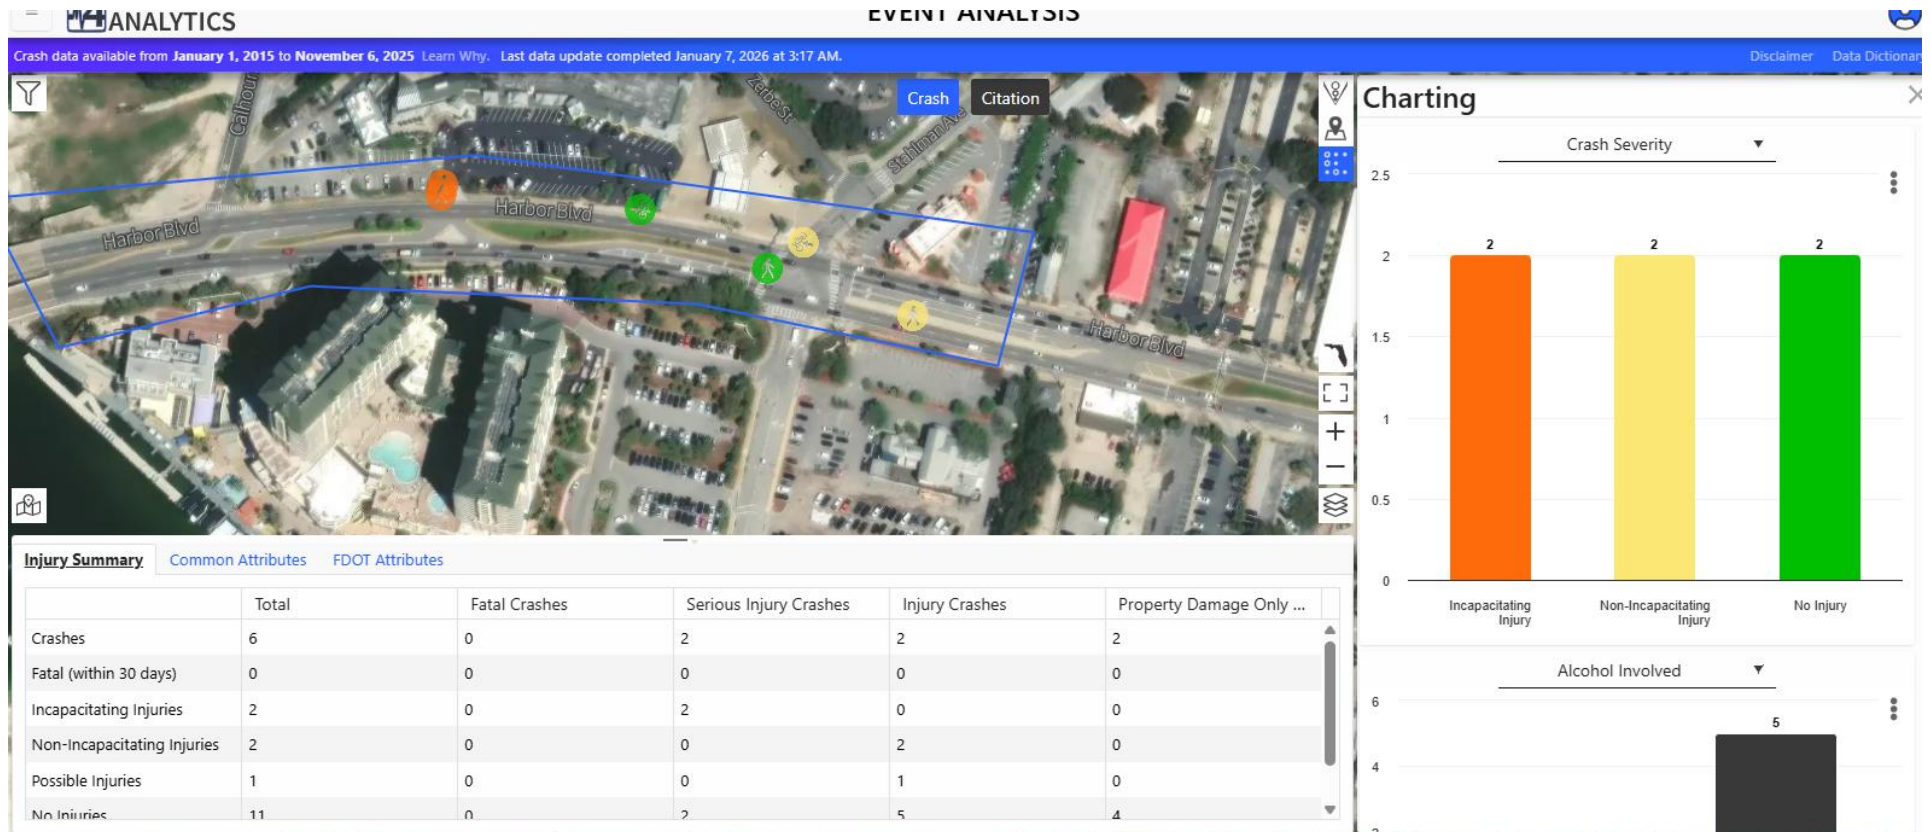 ANALYTICS
EVENT ANALYSIS
Crash data available from January 1, 2015 to November 6, 2025 Learn Why. Last data update completed January 7, 2026 at 3:17 AM.
Disclaimer Data Dictionary
Crash Citation
Calhoun
Zerbe St
Stahlman Ave
Harbor Blvd
Harbor Blvd
Harbor Blvd
Charting
Crash Severity
2.5
2
1.5
1
0.5
0
2 2 2
Incapacitating Injury
Non-Incapacitating Injury
No Injury
Alcohol Involved
6
5
4
Injury Summary Common Attributes FDOT Attributes
Total Fatal Crashes Serious Injury Crashes Injury Crashes Property Damage Only ...
Crashes 6 0 2 2 2
Fatal (within 30 days) 0 0 0 0 0
Incapacitating Injuries 2 0 2 0 0
Non-Incapacitating Injuries 2 0 0 2 0
Possible Injuries 1 0 0 1 0
No Injuries 11 0 2 5 4